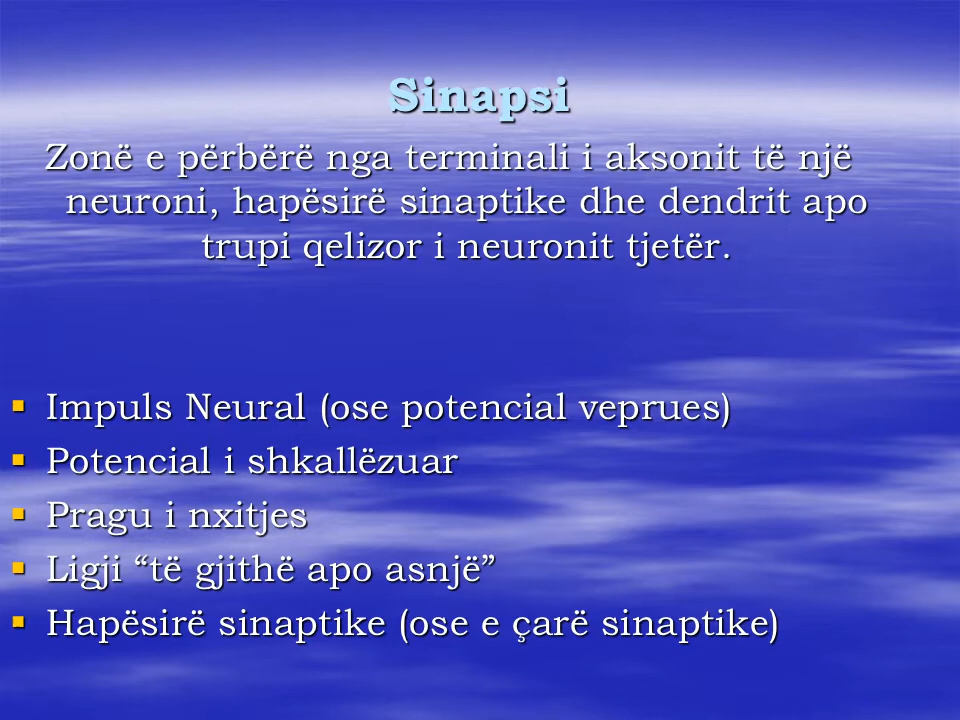 Sinapsi
Zonë e përbërë nga terminali i aksonit të një
neuroni, hapësirë sinaptike dhe dendrit apo
trupi qelizor i neuronit tjetër.
▪ Impuls Neural (ose potencial veprues)
▪ Potencial i shkallëzuar
▪ Pragu i nxitjes
▪ Ligji “të gjithë apo asnjë”
▪ Hapësirë sinaptike (ose e çarë sinaptike)